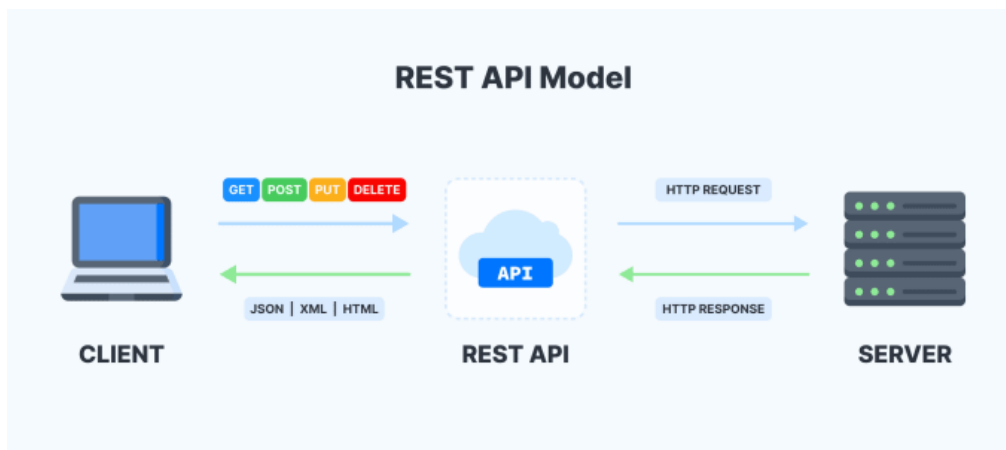 REST API Model
GET POST PUT DELETE
HTTP REQUEST
API
JSON | XML | HTML
HTTP RESPONSE
CLIENT
REST API
SERVER